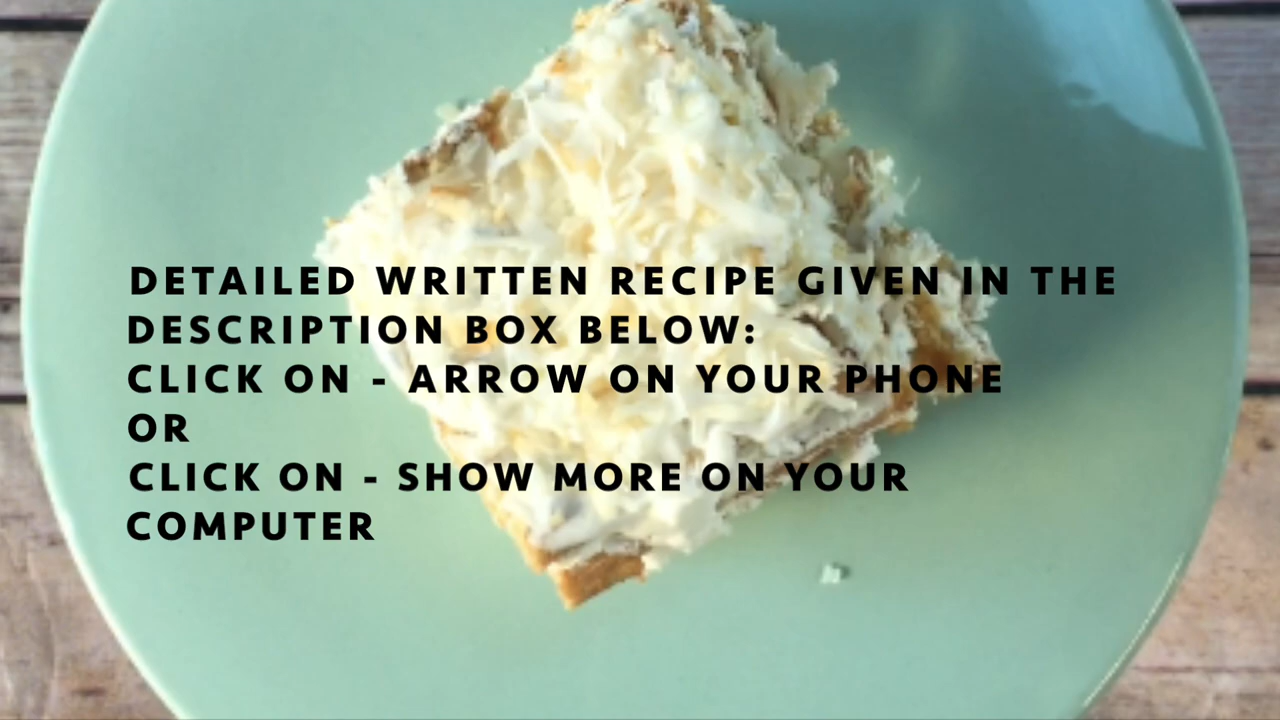 DETAILED WRITTEN RECIPE GIVEN IN THE
DESCRIPTION BOX BELOW:
CLICK ON - ARROW ON YOUR PHONE
OR
CLICK ON - SHOW MORE ON YOUR
COMPUTER